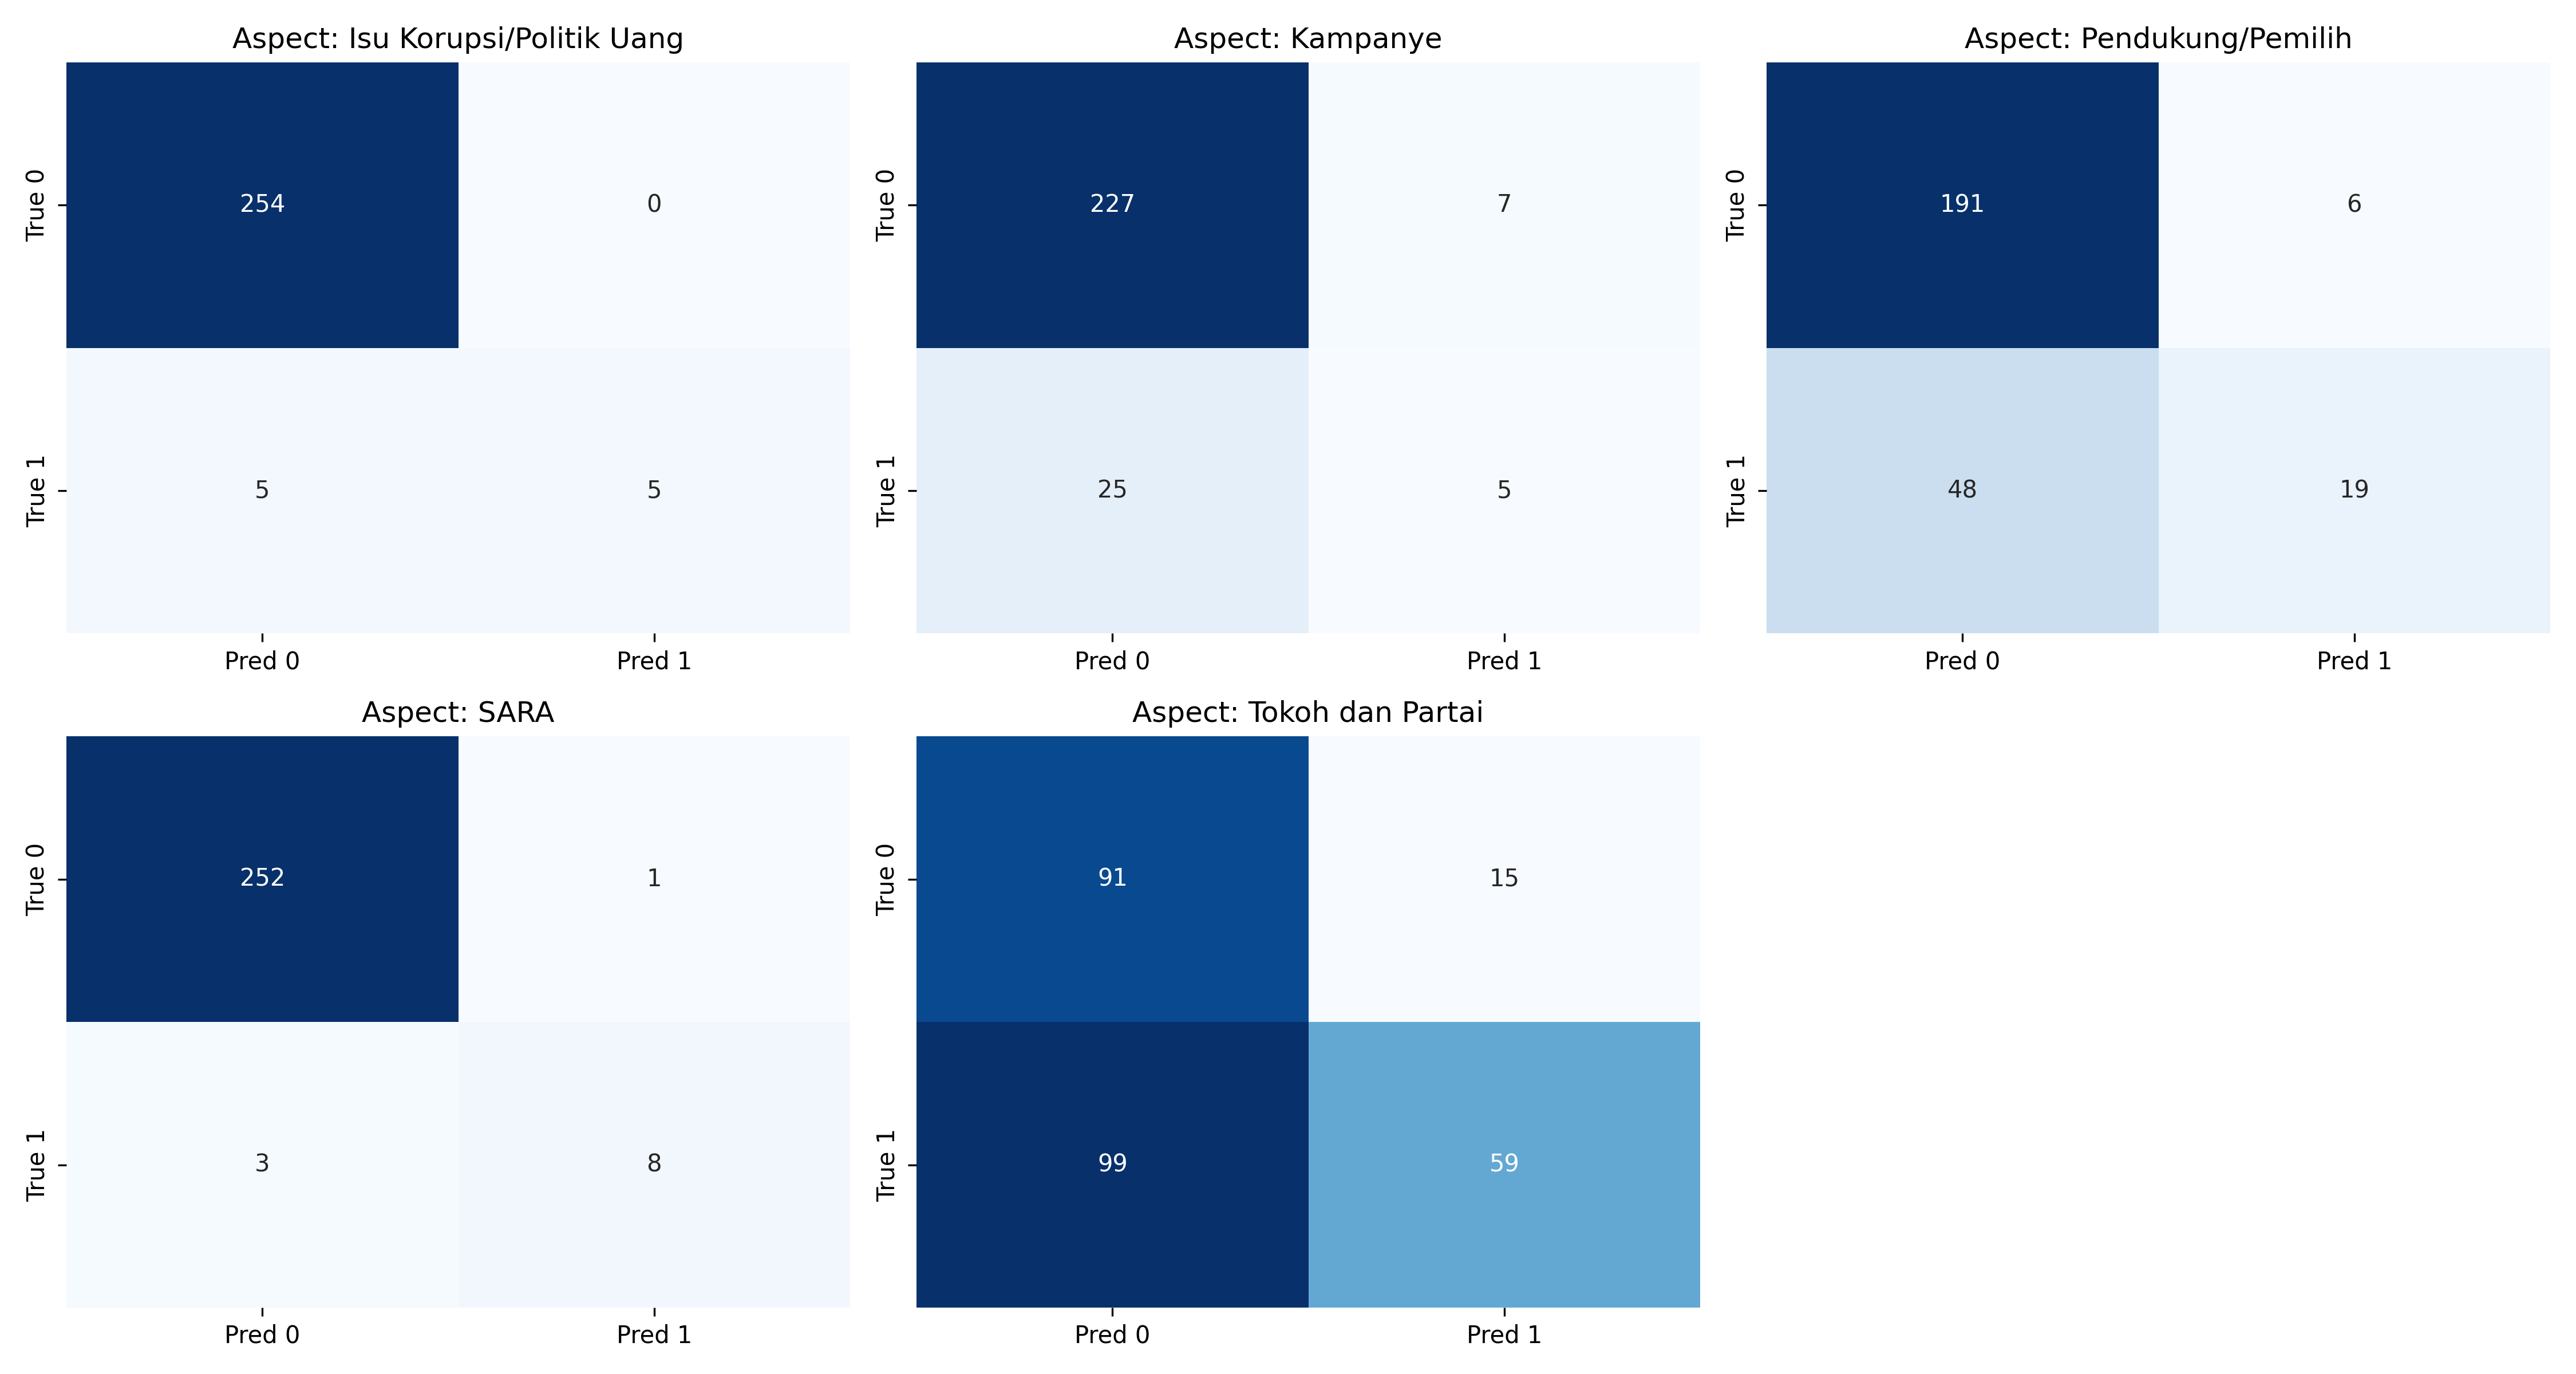 Aspect: Isu Korupsi/Politik Uang
True 0
254
0
True 1
5
5
Pred 0
Pred 1
Aspect: Kampanye
True 0
227
7
True 1
25
5
Pred 0
Pred 1
Aspect: Pendukung/Pemilih
True 0
191
6
True 1
48
19
Pred 0
Pred 1
Aspect: SARA
True 0
252
1
True 1
3
8
Pred 0
Pred 1
Aspect: Tokoh dan Partai
True 0
91
15
True 1
99
59
Pred 0
Pred 1